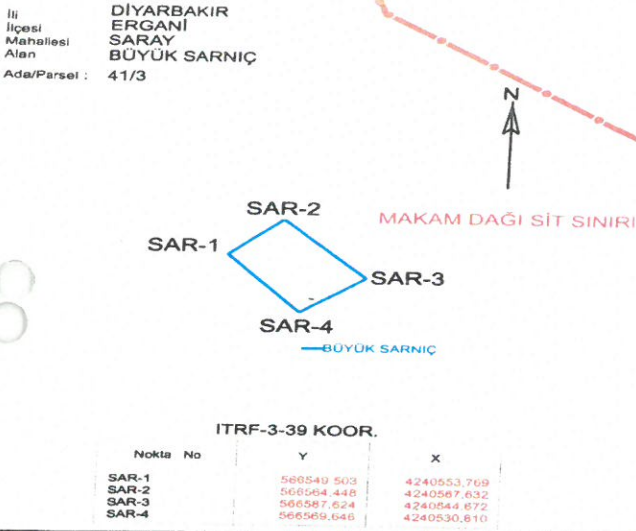 İli DİYARBAKIR
İlçesi ERGANİ
Mahallesi SARAY
Alan BÜYÜK SARNIÇ
Ada/Parsel : 41/3
N
MAKAM DAĞI SİT SINIRI
SAR-2
SAR-1
SAR-3
SAR-4
BÜYÜK SARNIÇ
ITRF-3-39 KOOR.
Nokta No Y X
SAR-1 566549.503 4240553,769
SAR-2 566564,448 4240567,632
SAR-3 566587,624 4240544,672
SAR-4 566569,646 4240530,810